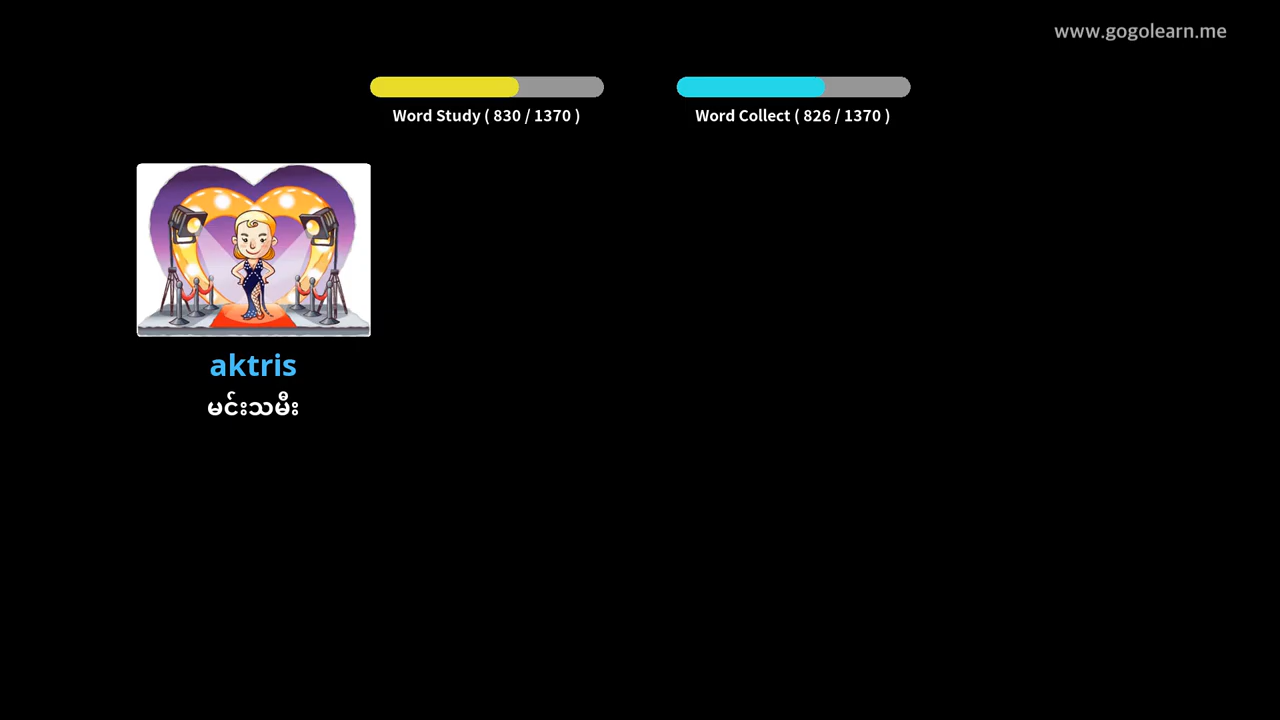 www.gogolearn.me
Word Study ( 830 / 1370 )
Word Collect ( 826 / 1370 )
aktris
မင်းသမီး